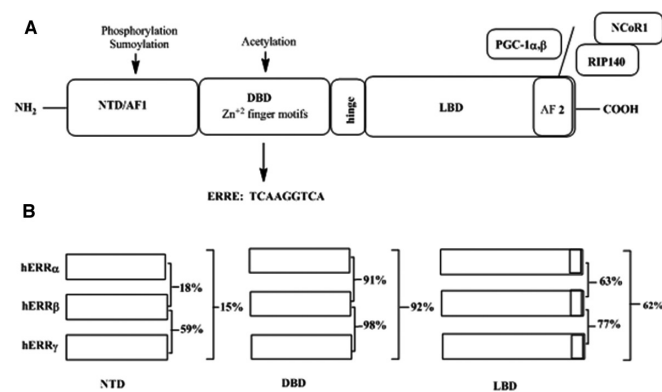 A
Phosphorylation
Sumoylation
Acetylation
PGC-1α,β
NCoR1
RIP140
NH2
NTD/AF1
DBD
Zn+2 finger motifs
hinge
LBD
AF 2
COOH
ERRE: TCAAGGTCA
B
hERRα
hERRβ
hERRγ
18%
59%
15%
91%
98%
92%
63%
77%
62%
NTD
DBD
LBD